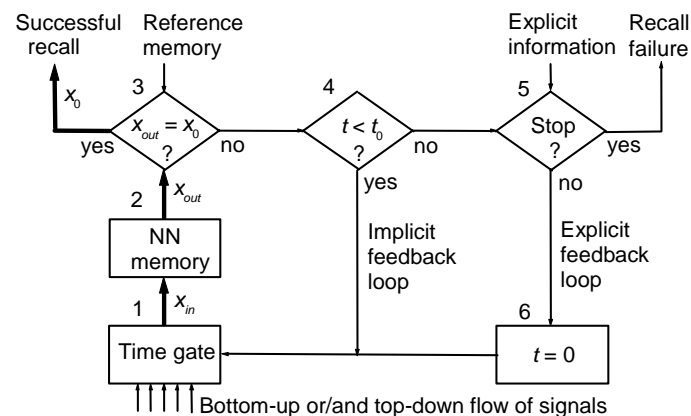 Successful
recall
Reference
memory
Explicit
information
Recall
failure
3
4
5
x0
xout = x0
?
yes
no
t < t0
?
no
yes
Stop
?
yes
no
2
xout
NN
memory
Implicit
feedback
loop
Explicit
feedback
loop
1
xin
6
Time gate
t = 0
Bottom-up or/and top-down flow of signals